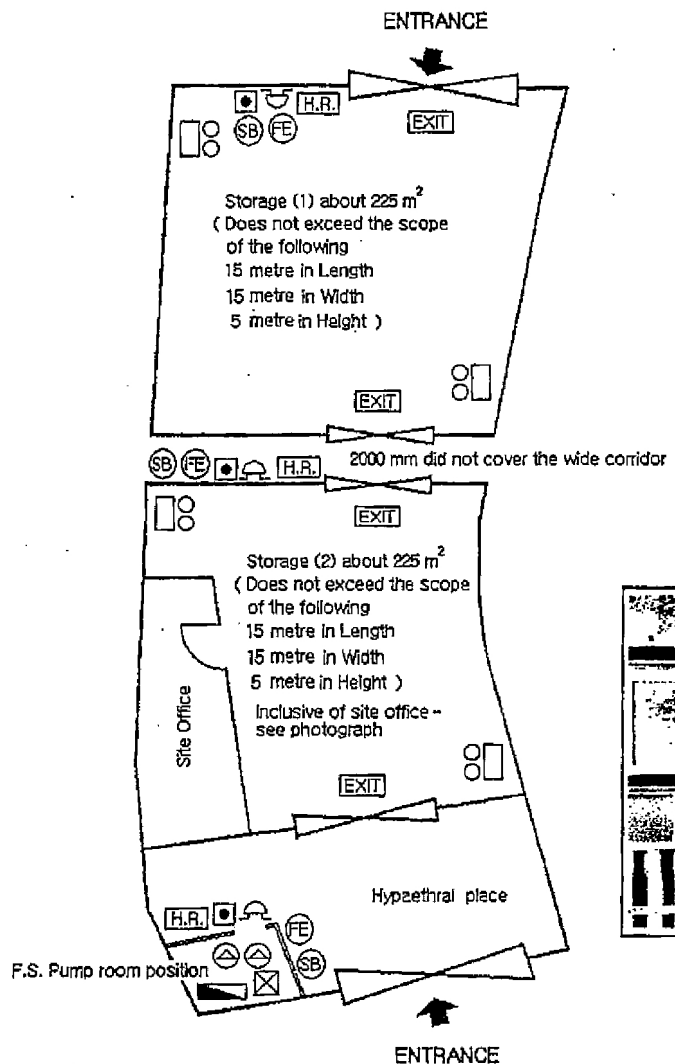 ENTRANCE
H.R.
SB FE
EXIT
Storage (1) about 225 m²
( Does not exceed the scope
of the following
15 metre in Length
15 metre in Width
5 metre in Height )
EXIT
2000 mm did not cover the wide corridor
SB FE H.R.
EXIT
Storage (2) about 225 m²
( Does not exceed the scope
of the following
15 metre in Length
15 metre in Width
5 metre in Height )
Inclusive of site office -
see photograph
Site Office
EXIT
Hypaethral place
H.R.
FE
SB
F.S. Pump room position
ENTRANCE